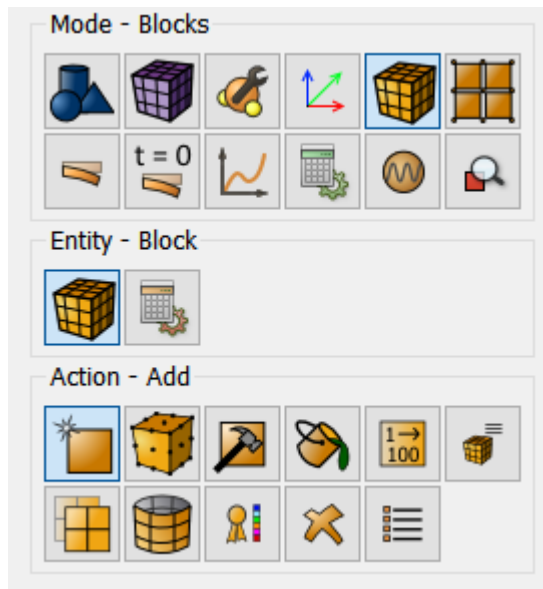 Mode - Blocks
t = 0
Entity - Block
Action - Add
1→
100